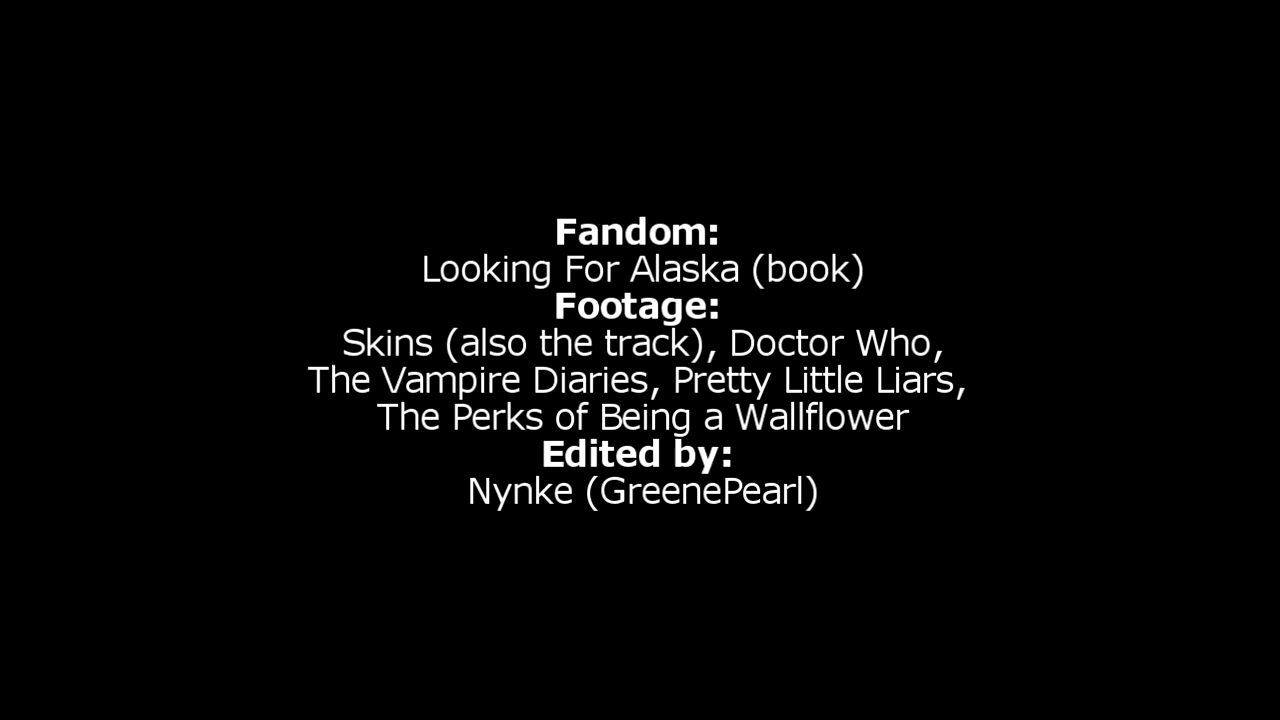 Fandom:
Looking For Alaska (book)
Footage:
Skins (also the track), Doctor Who,
The Vampire Diaries, Pretty Little Liars,
The Perks of Being a Wallflower
Edited by:
Nynke (GreenePearl)